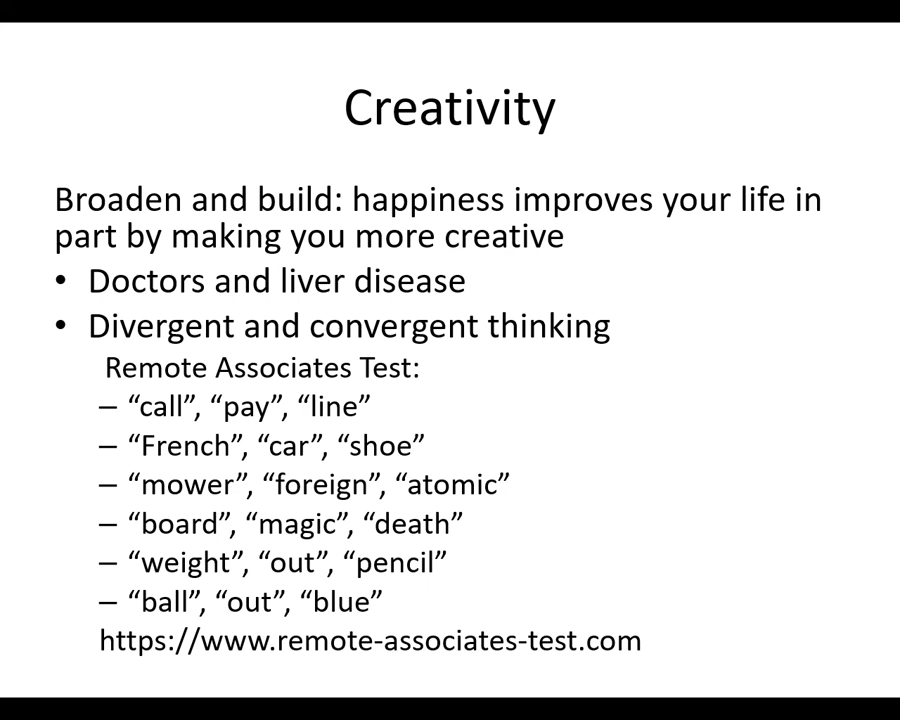 Creativity
Broaden and build: happiness improves your life in
part by making you more creative
• Doctors and liver disease
• Divergent and convergent thinking
Remote Associates Test:
– “call”, “pay”, “line”
– “French”, “car”, “shoe”
– “mower”, “foreign”, “atomic”
– “board”, “magic”, “death”
– “weight”, “out”, “pencil”
– “ball”, “out”, “blue”
https://www.remote-associates-test.com